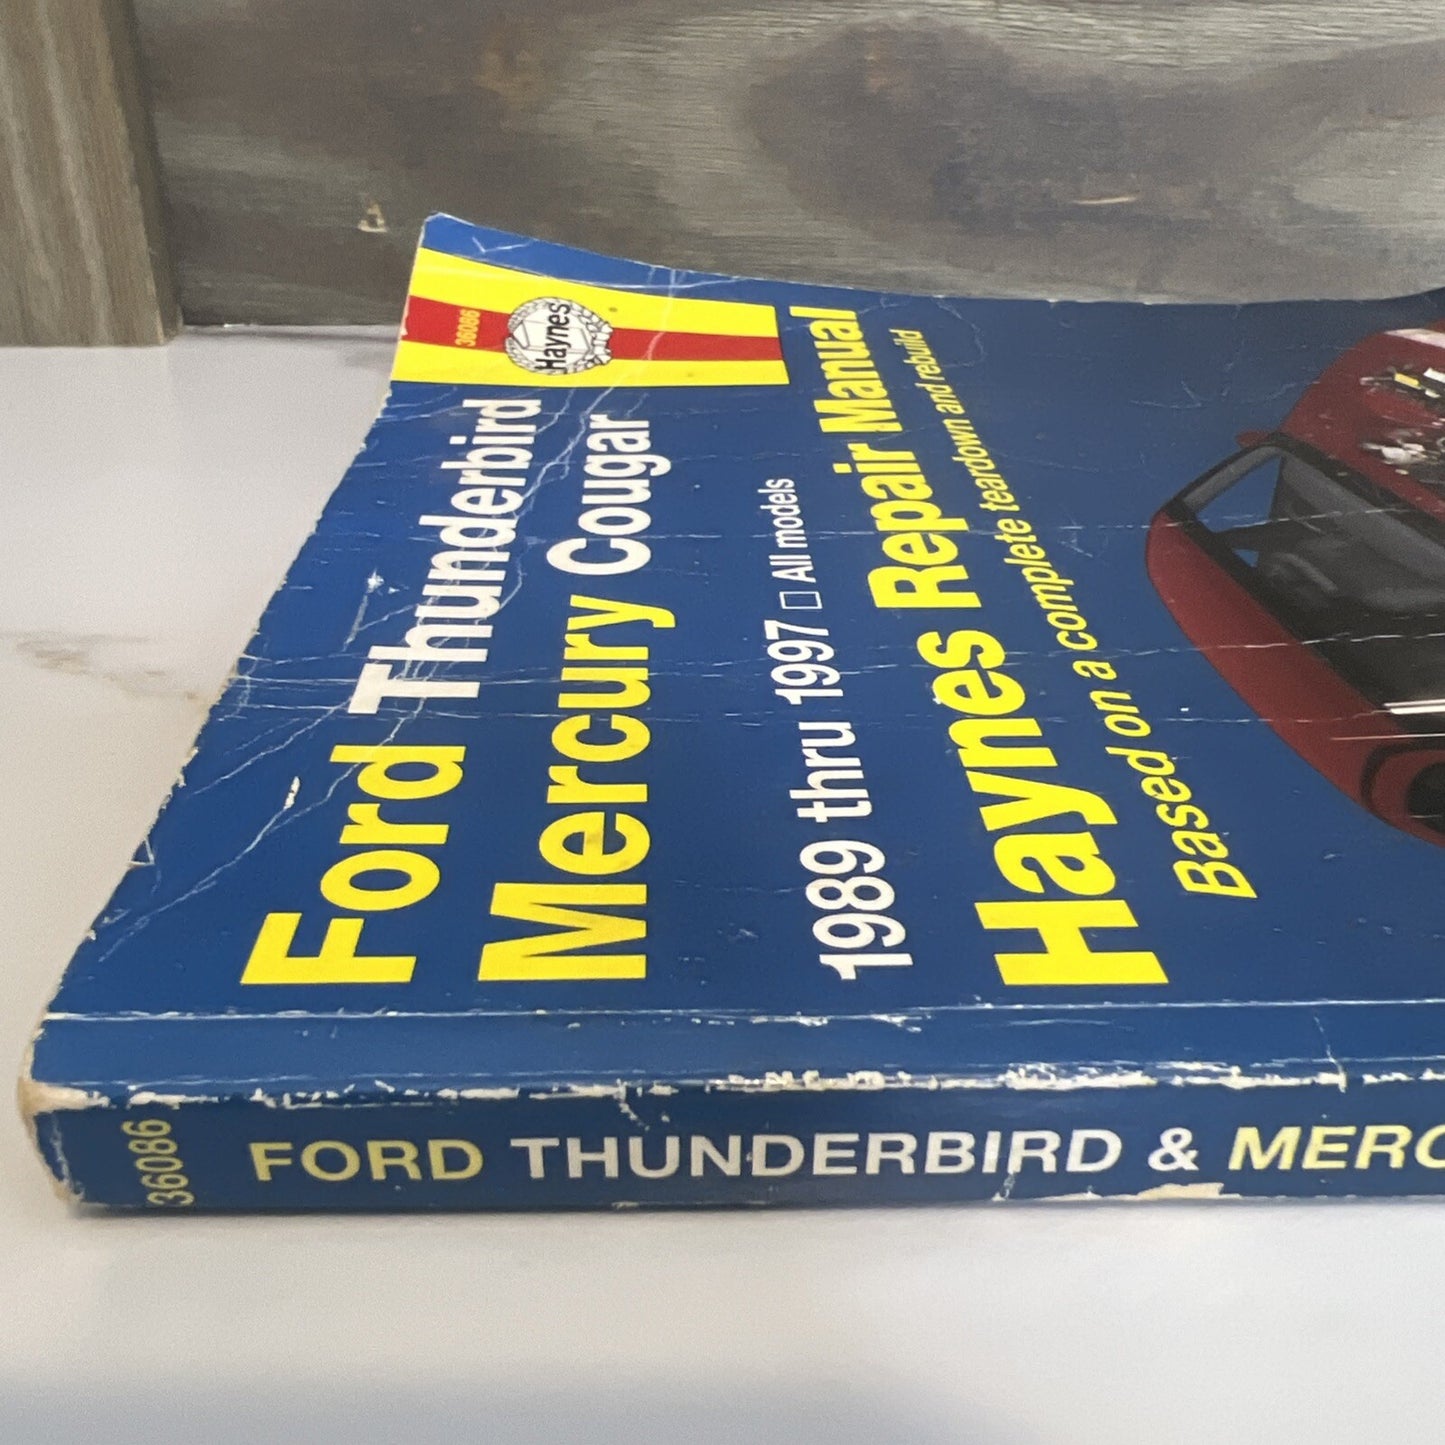 36086
Haynes
Ford Thunderbird
Mercury Cougar
1989 thru 1997 □ All models
Haynes Repair Manual
Based on a complete teardown and rebuild
36086
FORD THUNDERBIRD & MERC